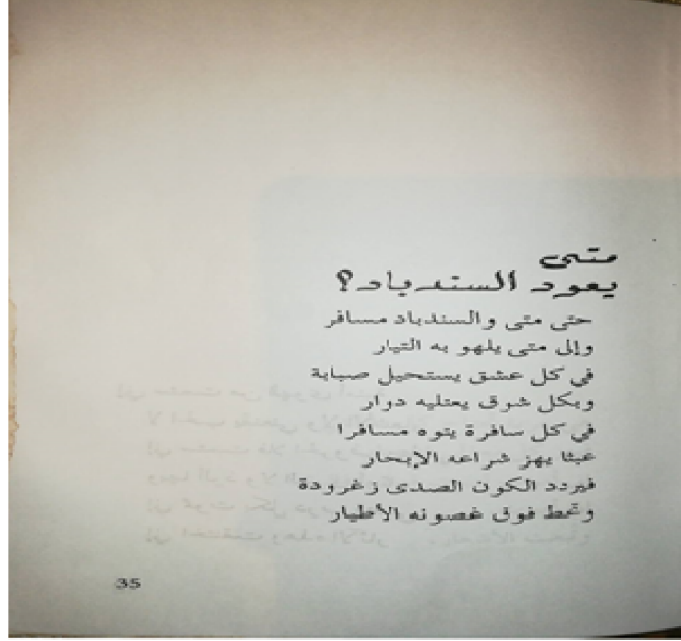 متى
يعود السندباد؟
حتى متى والسندباد مسافر
وإلى متى يلهو به التيار
في كل عشق يستحيل صبابة
وبكل شرق يعتليه دوار
في كل سافرة يتوه مسافرا
عبثا يهز شراعه الإبحار
فيردد الكون الصدى زغرودة
وتحط فوق غصونه الأطيار
35